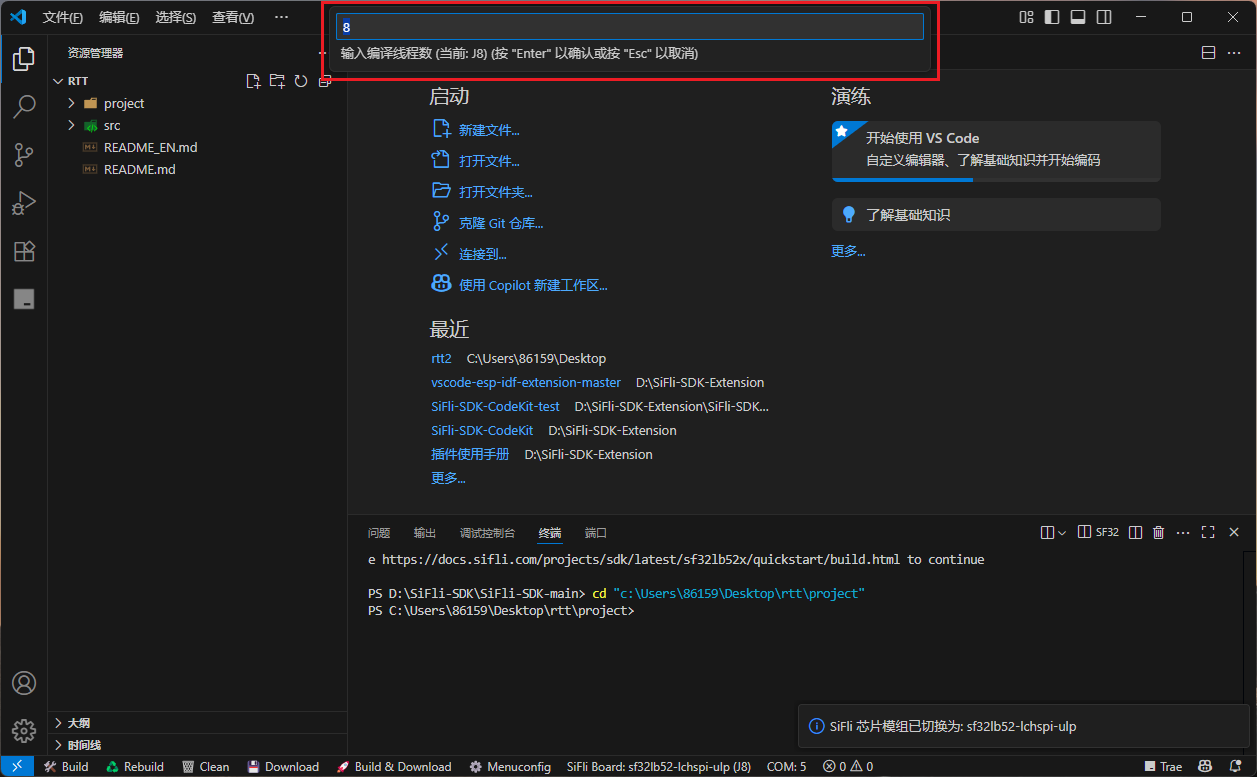 文件(F) 编辑(E) 选择(S) 查看(V) ···
8
输入编译线程数 (当前: J8) (按 "Enter" 以确认或按 "Esc" 以取消)
资源管理器
RTT
project
src
README_EN.md
README.md
大纲
时间线
启动
新建文件...
打开文件...
打开文件夹...
克隆 Git 仓库...
连接到...
使用 Copilot 新建工作区...
最近
rtt2 C:\Users\86159\Desktop
vscode-esp-idf-extension-master D:\SiFli-SDK-Extension
SiFli-SDK-CodeKit-test D:\SiFli-SDK-Extension\SiFli-SDK...
SiFli-SDK-CodeKit D:\SiFli-SDK-Extension
插件使用手册 D:\SiFli-SDK-Extension
更多...
演练
开始使用 VS Code
自定义编辑器、了解基础知识并开始编码
了解基础知识
更多...
问题 输出 调试控制台 终端 端口 SF32
e https://docs.sifli.com/projects/sdk/latest/sf32lb52x/quickstart/build.html to continue
PS D:\SiFli-SDK\SiFli-SDK-main> cd "c:\Users\86159\Desktop\rtt\project"
PS C:\Users\86159\Desktop\rtt\project>
SiFli 芯片模组已切换为: sf32lb52-lchspi-ulp
Build Rebuild Clean Download Build & Download Menuconfig SiFli Board: sf32lb52-lchspi-ulp (J8) COM: 5 0 0 Trae